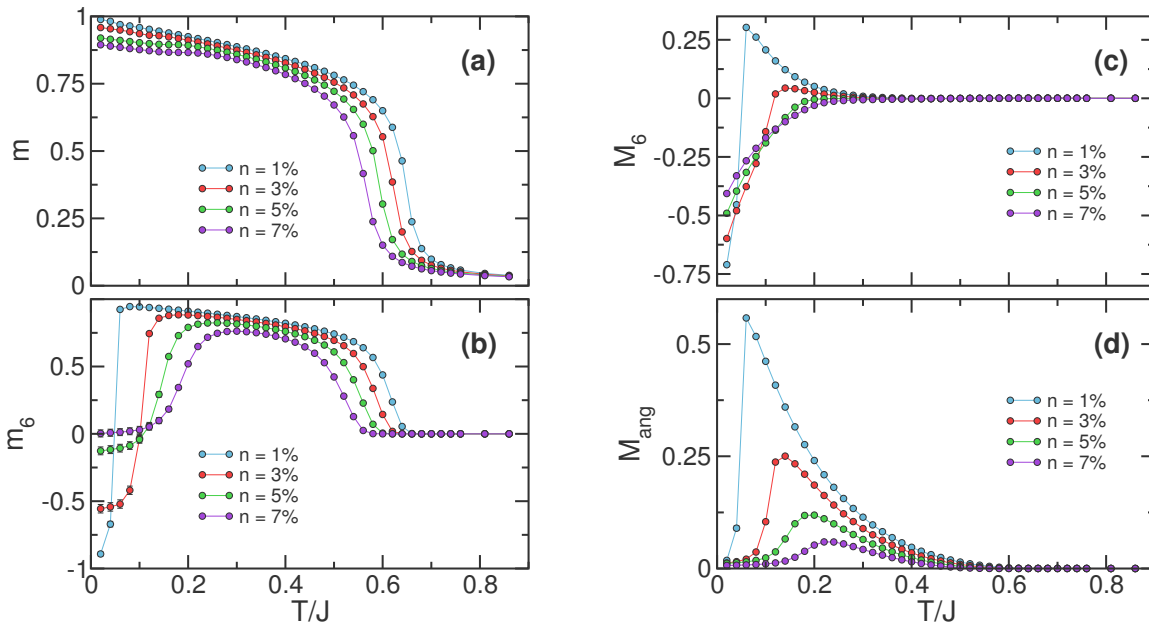 1
0.75
0.5
0.25
0
m
(a)
n = 1%
n = 3%
n = 5%
n = 7%
0.5
0
-0.5
-1
m6
(b)
n = 1%
n = 3%
n = 5%
n = 7%
0 0.2 0.4 0.6 0.8
T/J
0.25
0
-0.25
-0.5
-0.75
M6
(c)
n = 1%
n = 3%
n = 5%
n = 7%
0.5
0.25
0
Mang
(d)
n = 1%
n = 3%
n = 5%
n = 7%
0.2 0.4 0.6 0.8
T/J